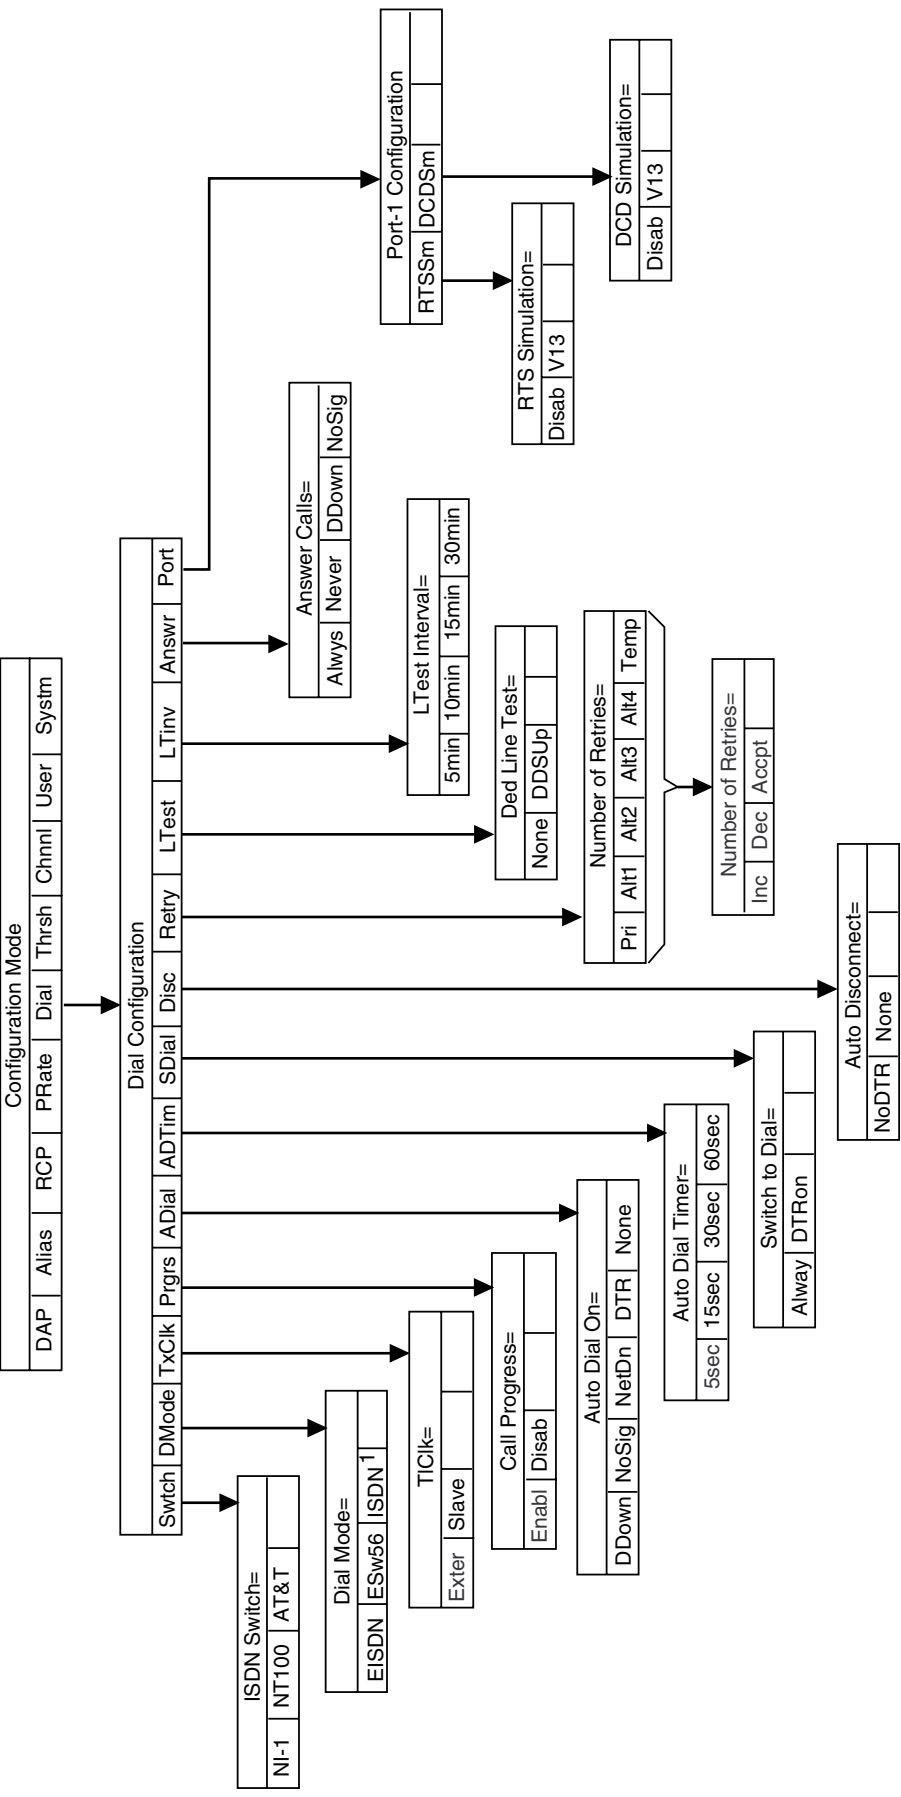 Configuration Mode
DAP Alias RCP PRate Dial Thrsh Chnnl User Systm
Dial Configuration
Swtch DMode TxClk Prgrs ADial ADTim SDial Disc Retry LTest LTinv Answr Port
ISDN Switch=
NI-1 NT100 AT&T
Dial Mode=
EISDN ESw56 ISDN1
TIClk=
Exter Slave
Call Progress=
Enabl Disab
Auto Dial On=
DDown NoSig NetDn DTR None
Auto Dial Timer=
5sec 15sec 30sec 60sec
Switch to Dial=
Alway DTRon
Auto Disconnect=
NoDTR None
Number of Retries=
Pri Alt1 Alt2 Alt3 Alt4 Temp
Number of Retries=
Inc Dec Accpt
Ded Line Test=
None DDSUp
LTest Interval=
5min 10min 15min 30min
Answer Calls=
Alwys Never DDown NoSig
Port-1 Configuration
RTSSm DCDSm
RTS Simulation=
Disab V13
DCD Simulation=
Disab V13